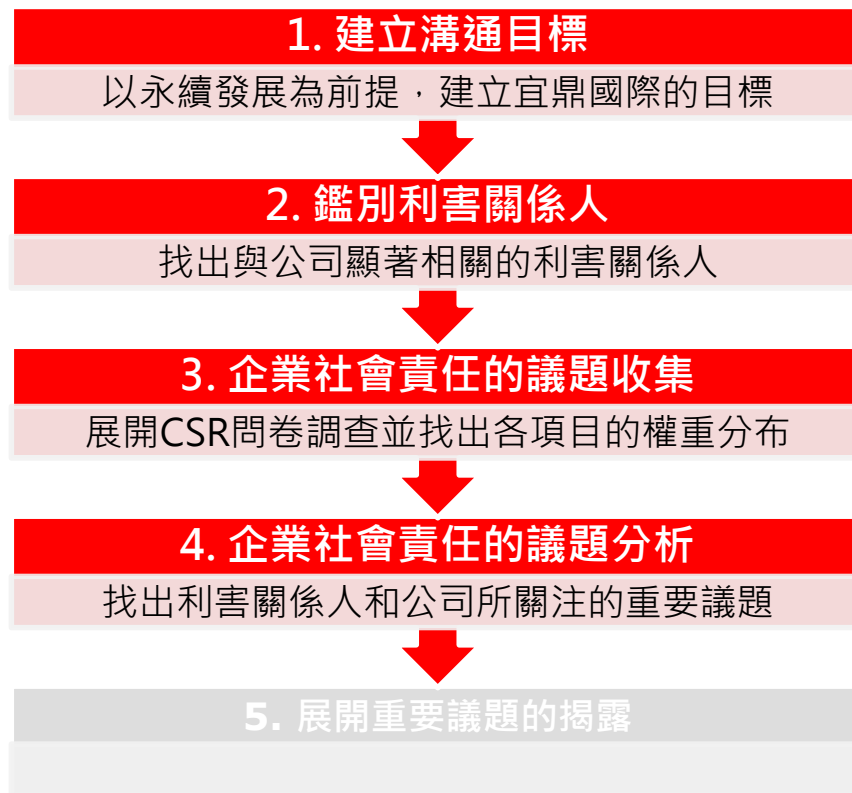 1. 建立溝通目標
以永續發展為前提，建立宜鼎國際的目標
2. 鑑別利害關係人
找出與公司顯著相關的利害關係人
3. 企業社會責任的議題收集
展開CSR問卷調查並找出各項目的權重分布
4. 企業社會責任的議題分析
找出利害關係人和公司所關注的重要議題
5. 展開重要議題的揭露